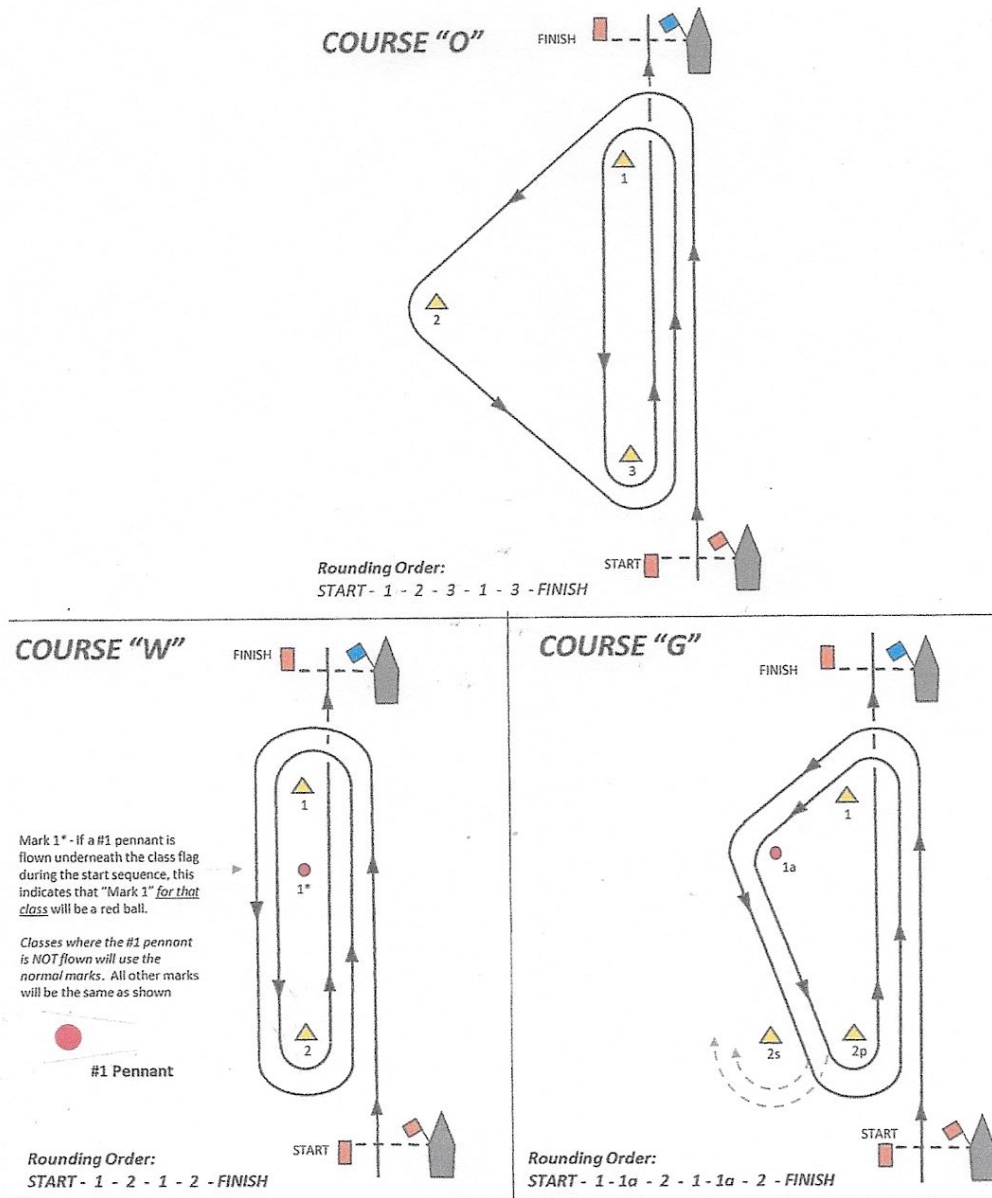 COURSE “O”
FINISH
1
2
3
START
Rounding Order:
START - 1 - 2 - 3 - 1 - 3 - FINISH
COURSE “W”
FINISH
1
1*
Mark 1* - If a #1 pennant is
flown underneath the class flag
during the start sequence, this
indicates that “Mark 1” for that
class will be a red ball.
Classes where the #1 pennant
is NOT flown will use the
normal marks. All other marks
will be the same as shown
#1 Pennant
2
START
Rounding Order:
START - 1 - 2 - 1 - 2 - FINISH
COURSE “G”
FINISH
1
1a
2s
2p
START
Rounding Order:
START - 1 - 1a - 2 - 1 - 1a - 2 - FINISH